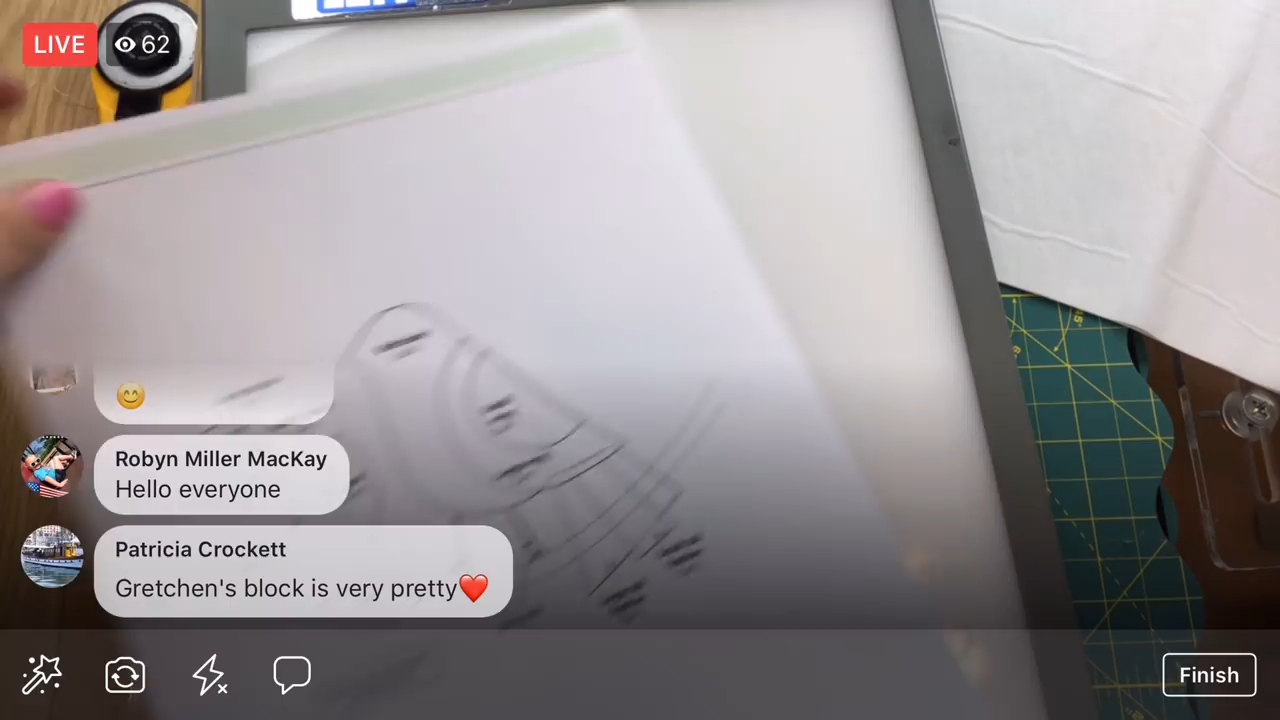 LIVE
62
😊
Robyn Miller MacKay
Hello everyone
Patricia Crockett
Gretchen's block is very pretty❤️
Finish